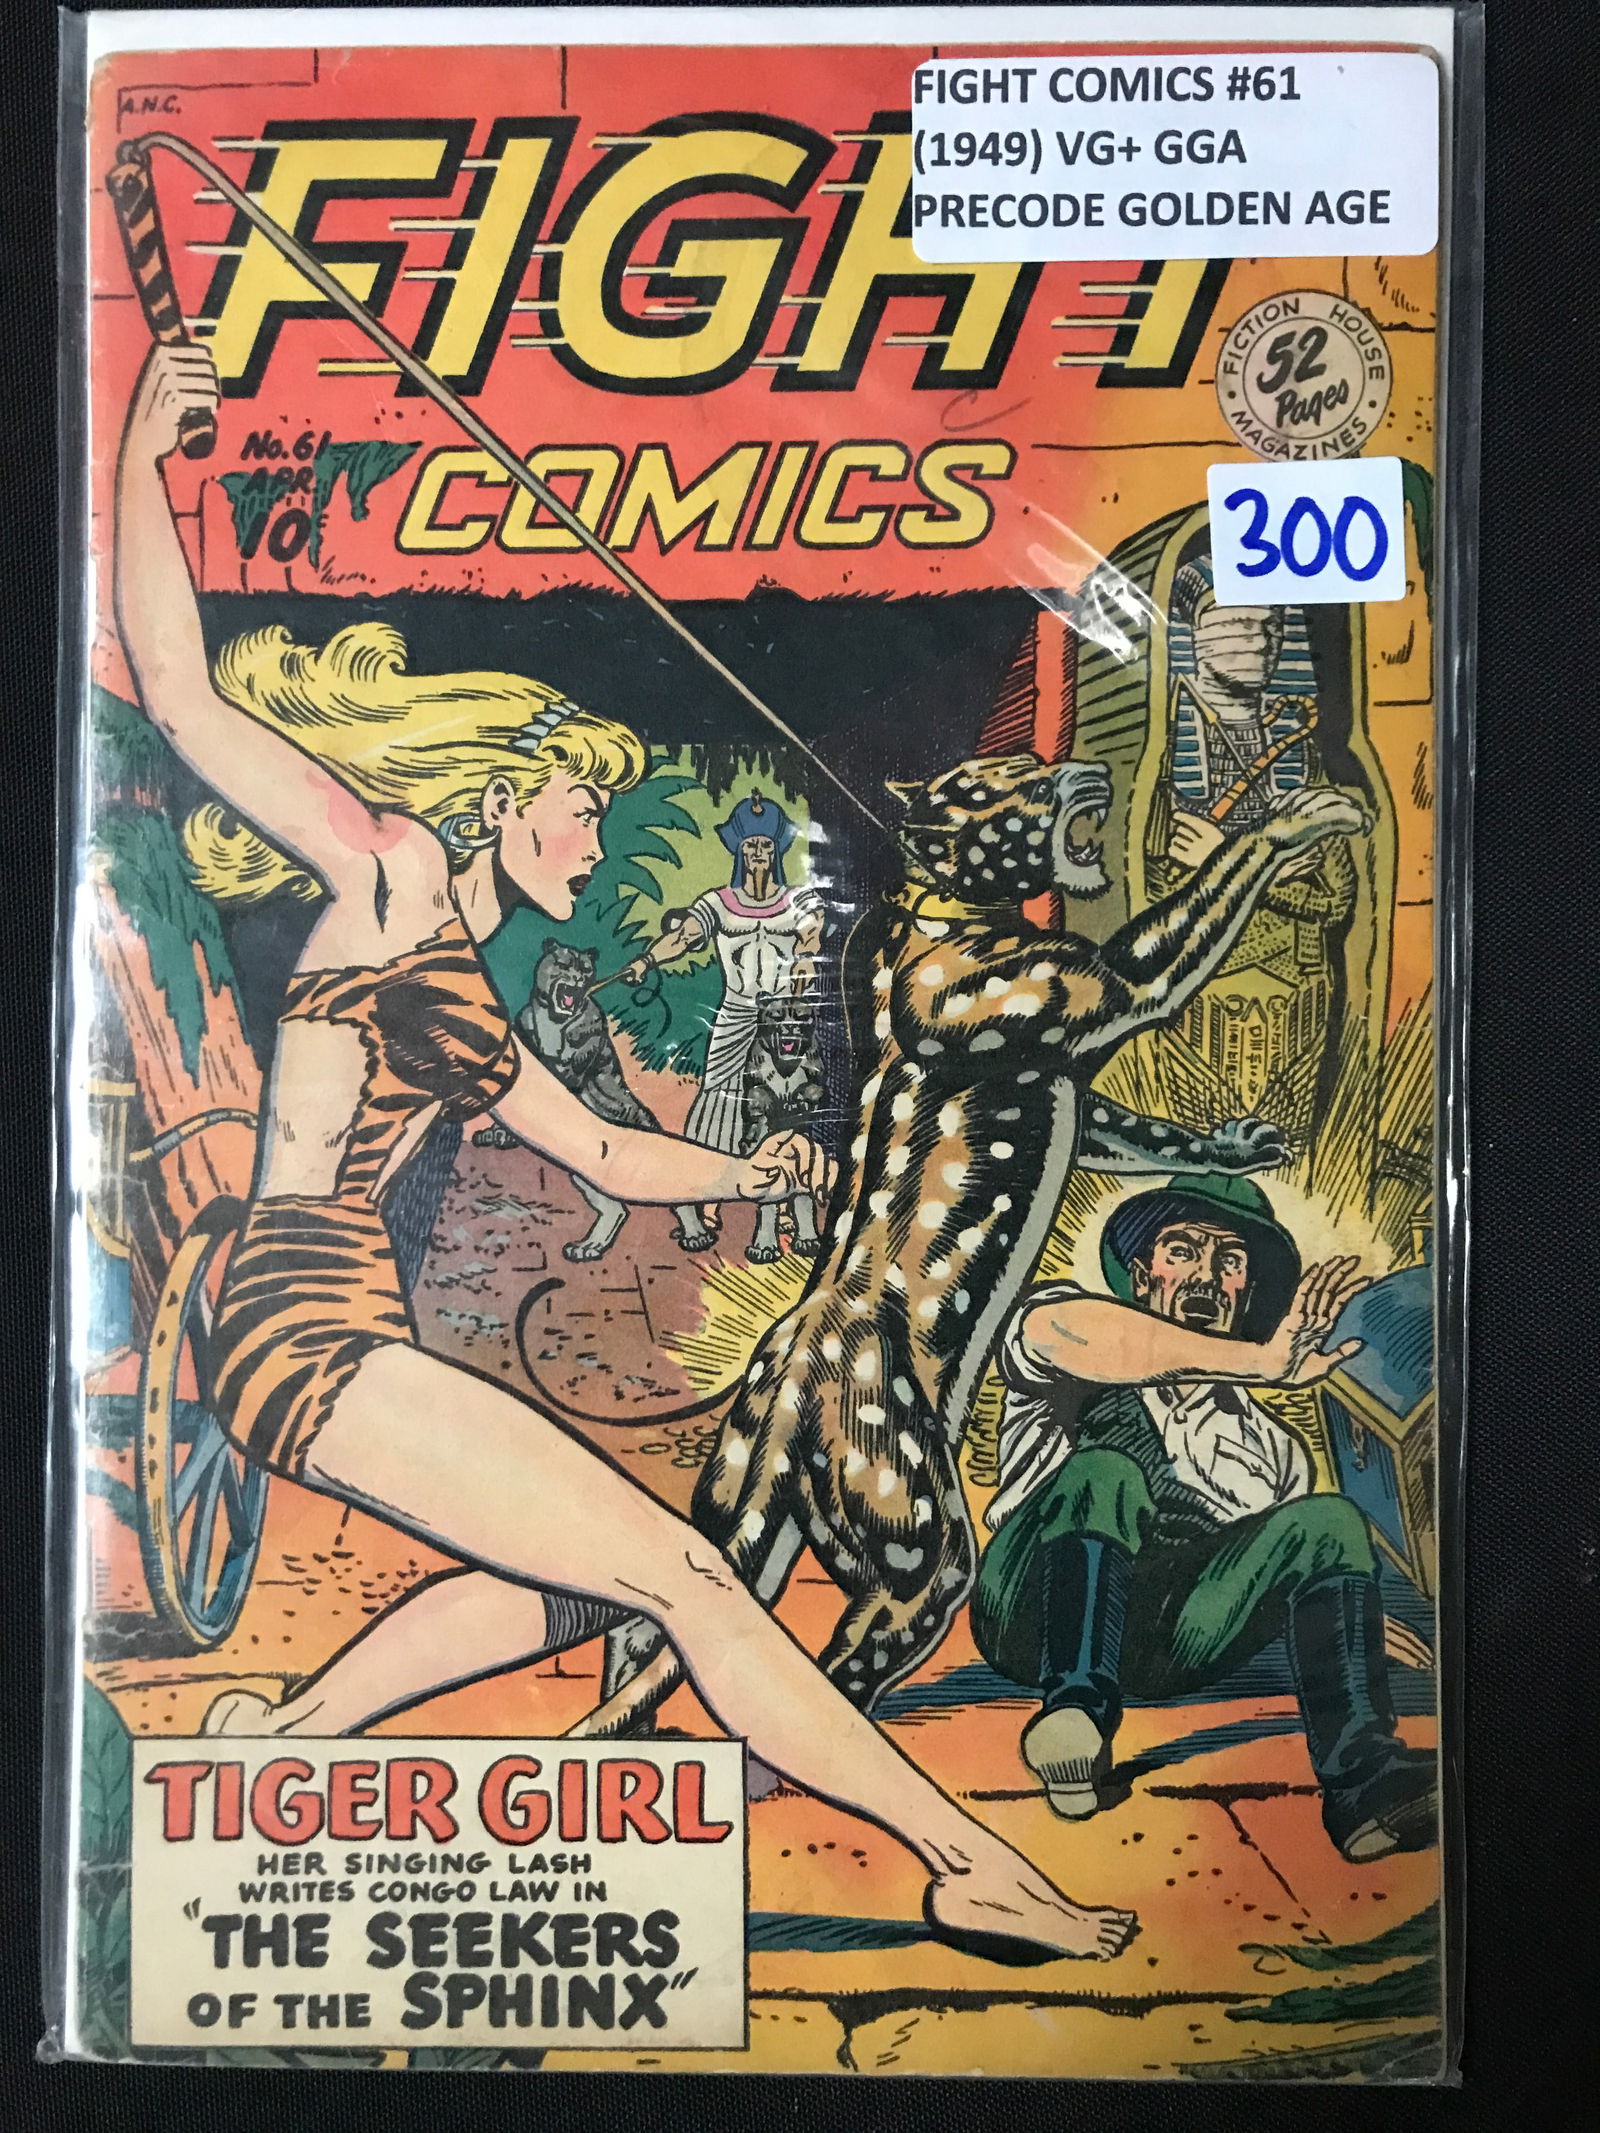 A.N.C.
FIGHT
COMICS
FIGHT COMICS #61
(1949) VG+ GGA
PRECODE GOLDEN AGE
FICTION HOUSE
52
Pages
MAGAZINES
300
No.61
APR
10¢
TIGER GIRL
HER SINGING LASH
WRITES CONGO LAW IN
"THE SEEKERS
OF THE SPHINX"